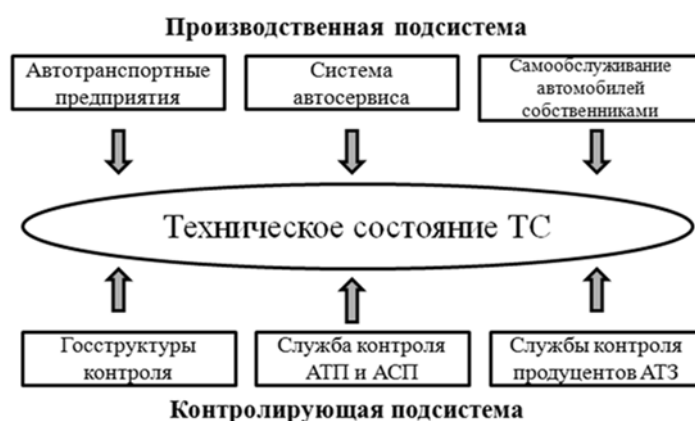 Производственная подсистема
Автотранспортные
предприятия
Система
автосервиса
Самообслуживание
автомобилей
собственниками
Техническое состояние ТС
Госструктуры
контроля
Служба контроля
АТП и АСП
Службы контроля
продуцентов АТЗ
Контролирующая подсистема